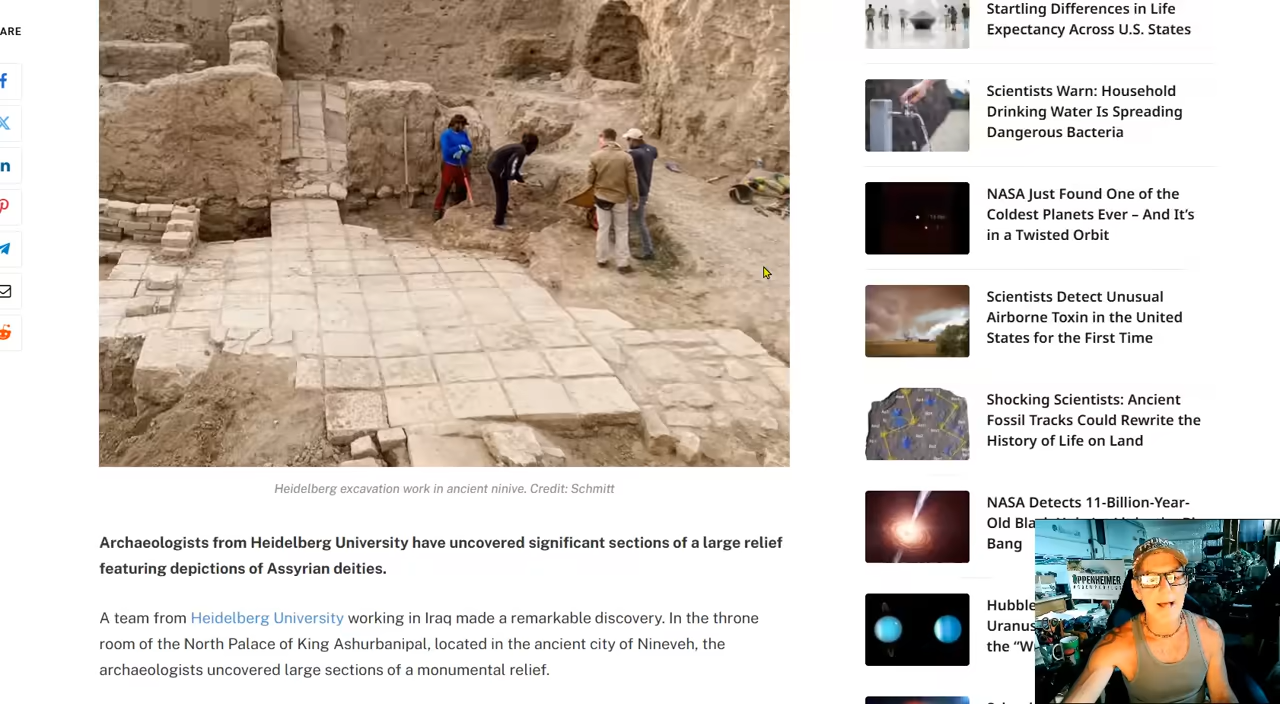 ARE
Heidelberg excavation work in ancient ninive. Credit: Schmitt
Archaeologists from Heidelberg University have uncovered significant sections of a large relief
featuring depictions of Assyrian deities.
A team from Heidelberg University working in Iraq made a remarkable discovery. In the throne
room of the North Palace of King Ashurbanipal, located in the ancient city of Nineveh, the
archaeologists uncovered large sections of a monumental relief.
Startling Differences in Life
Expectancy Across U.S. States
Scientists Warn: Household
Drinking Water Is Spreading
Dangerous Bacteria
NASA Just Found One of the
Coldest Planets Ever – And It's
in a Twisted Orbit
Scientists Detect Unusual
Airborne Toxin in the United
States for the First Time
Shocking Scientists: Ancient
Fossil Tracks Could Rewrite the
History of Life on Land
NASA Detects 11-Billion-Year-
Old
Bang
Hubble
Uranus
the